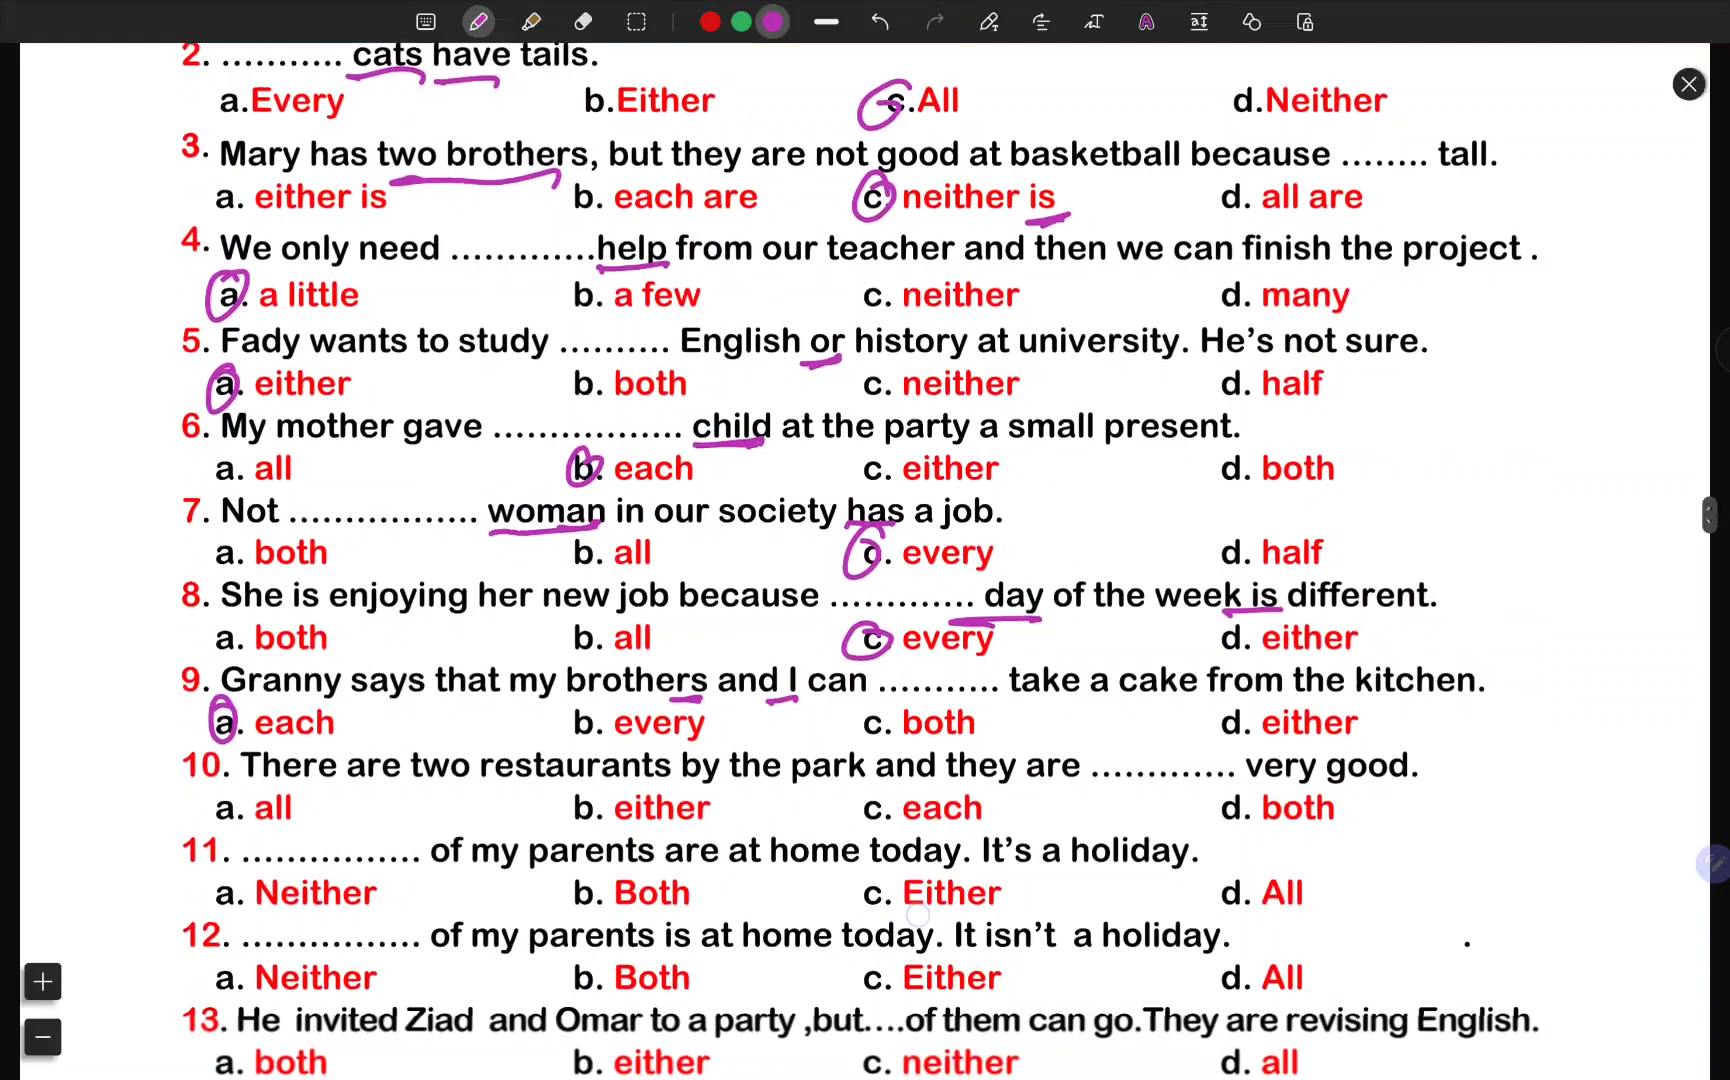 2. ........... cats have tails.
a.Every b.Either c.All d.Neither
3. Mary has two brothers, but they are not good at basketball because ........ tall.
a. either is b. each are c. neither is d. all are
4. We only need .............help from our teacher and then we can finish the project .
a. a little b. a few c. neither d. many
5. Fady wants to study .......... English or history at university. He's not sure.
a. either b. both c. neither d. half
6. My mother gave ................. child at the party a small present.
a. all b. each c. either d. both
7. Not ................. woman in our society has a job.
a. both b. all c. every d. half
8. She is enjoying her new job because ............. day of the week is different.
a. both b. all c. every d. either
9. Granny says that my brothers and I can ........... take a cake from the kitchen.
a. each b. every c. both d. either
10. There are two restaurants by the park and they are ............. very good.
a. all b. either c. each d. both
11. ................ of my parents are at home today. It's a holiday.
a. Neither b. Both c. Either d. All
12. ................ of my parents is at home today. It isn't a holiday. .
a. Neither b. Both c. Either d. All
13. He invited Ziad and Omar to a party ,but....of them can go.They are revising English.
a. both b. either c. neither d. all